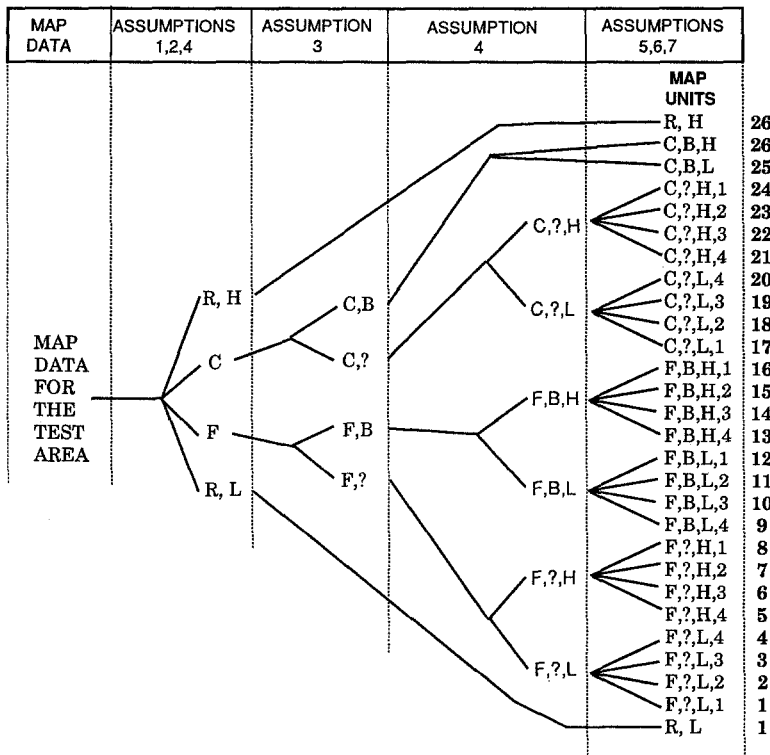 MAP DATA
ASSUMPTIONS 1,2,4
ASSUMPTION 3
ASSUMPTION 4
ASSUMPTIONS 5,6,7
MAP
UNITS
R, H 26
C,B,H 26
C,B,L 25
C,?,H,1 24
C,?,H,2 23
C,?,H,3 22
C,?,H,4 21
C,?,L,4 20
C,?,L,3 19
C,?,L,2 18
C,?,L,1 17
F,B,H,1 16
F,B,H,2 15
F,B,H,3 14
F,B,H,4 13
F,B,L,1 12
F,B,L,2 11
F,B,L,3 10
F,B,L,4 9
F,?,H,1 8
F,?,H,2 7
F,?,H,3 6
F,?,H,4 5
F,?,L,4 4
F,?,L,3 3
F,?,L,2 2
F,?,L,1 1
R, L 1
C,?,H
C,?,L
F,B,H
F,B,L
F,?,H
F,?,L
C,B
C,?
F,B
F,?
R, H
C
F
R, L
MAP
DATA
FOR
THE
TEST
AREA